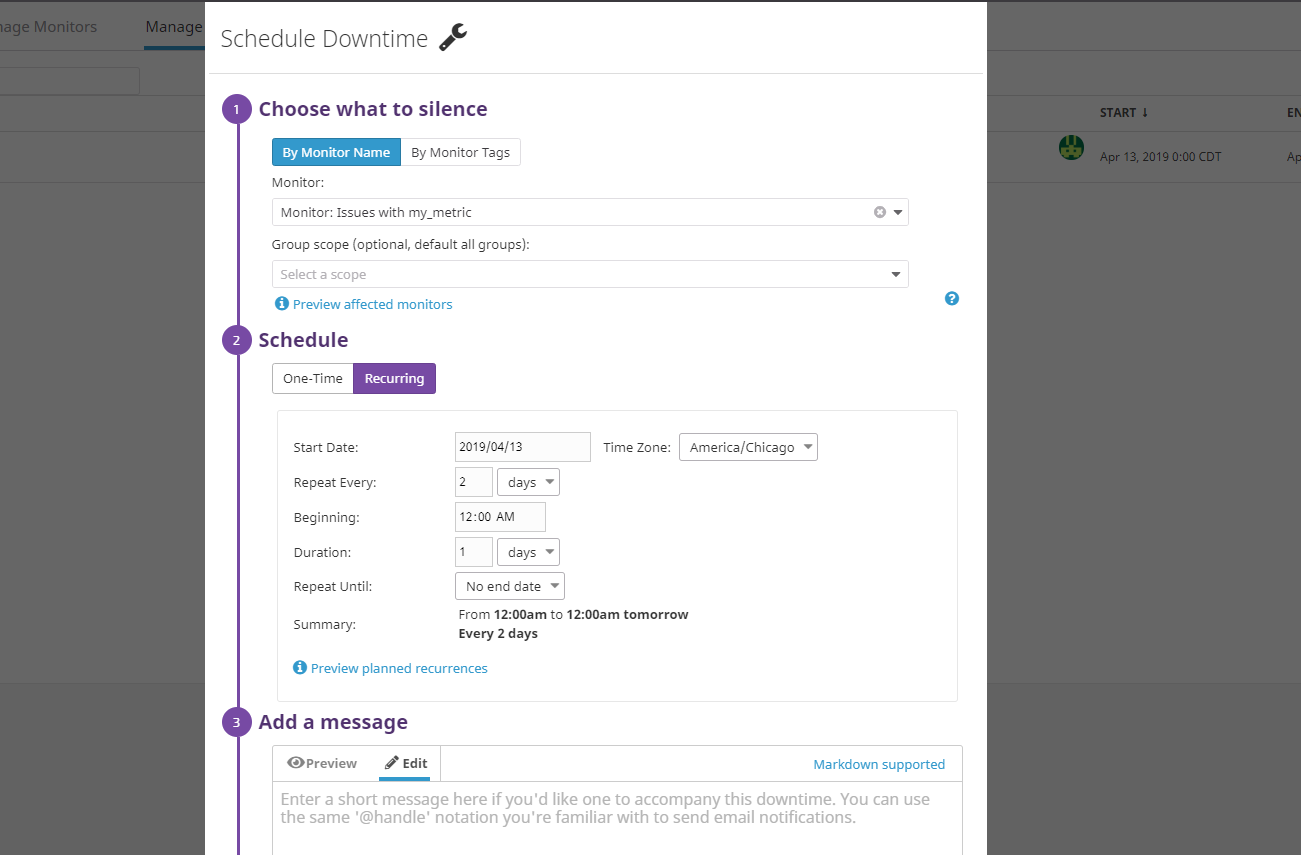 nage Monitors
Manage
START ↓
EN
Apr 13, 2019 0:00 CDT
Ap
Schedule Downtime
1 Choose what to silence
By Monitor Name By Monitor Tags
Monitor:
Monitor: Issues with my_metric
Group scope (optional, default all groups):
Select a scope
Preview affected monitors
?
2 Schedule
One-Time Recurring
Start Date: 2019/04/13 Time Zone: America/Chicago
Repeat Every: 2 days
Beginning: 12:00 AM
Duration: 1 days
Repeat Until: No end date
Summary: From 12:00am to 12:00am tomorrow
Every 2 days
Preview planned recurrences
3 Add a message
Preview Edit Markdown supported
Enter a short message here if you'd like one to accompany this downtime. You can use
the same '@handle' notation you're familiar with to send email notifications.